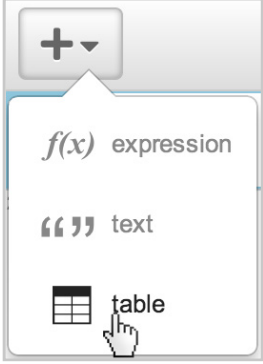 f(x) expression
“ ” text
table